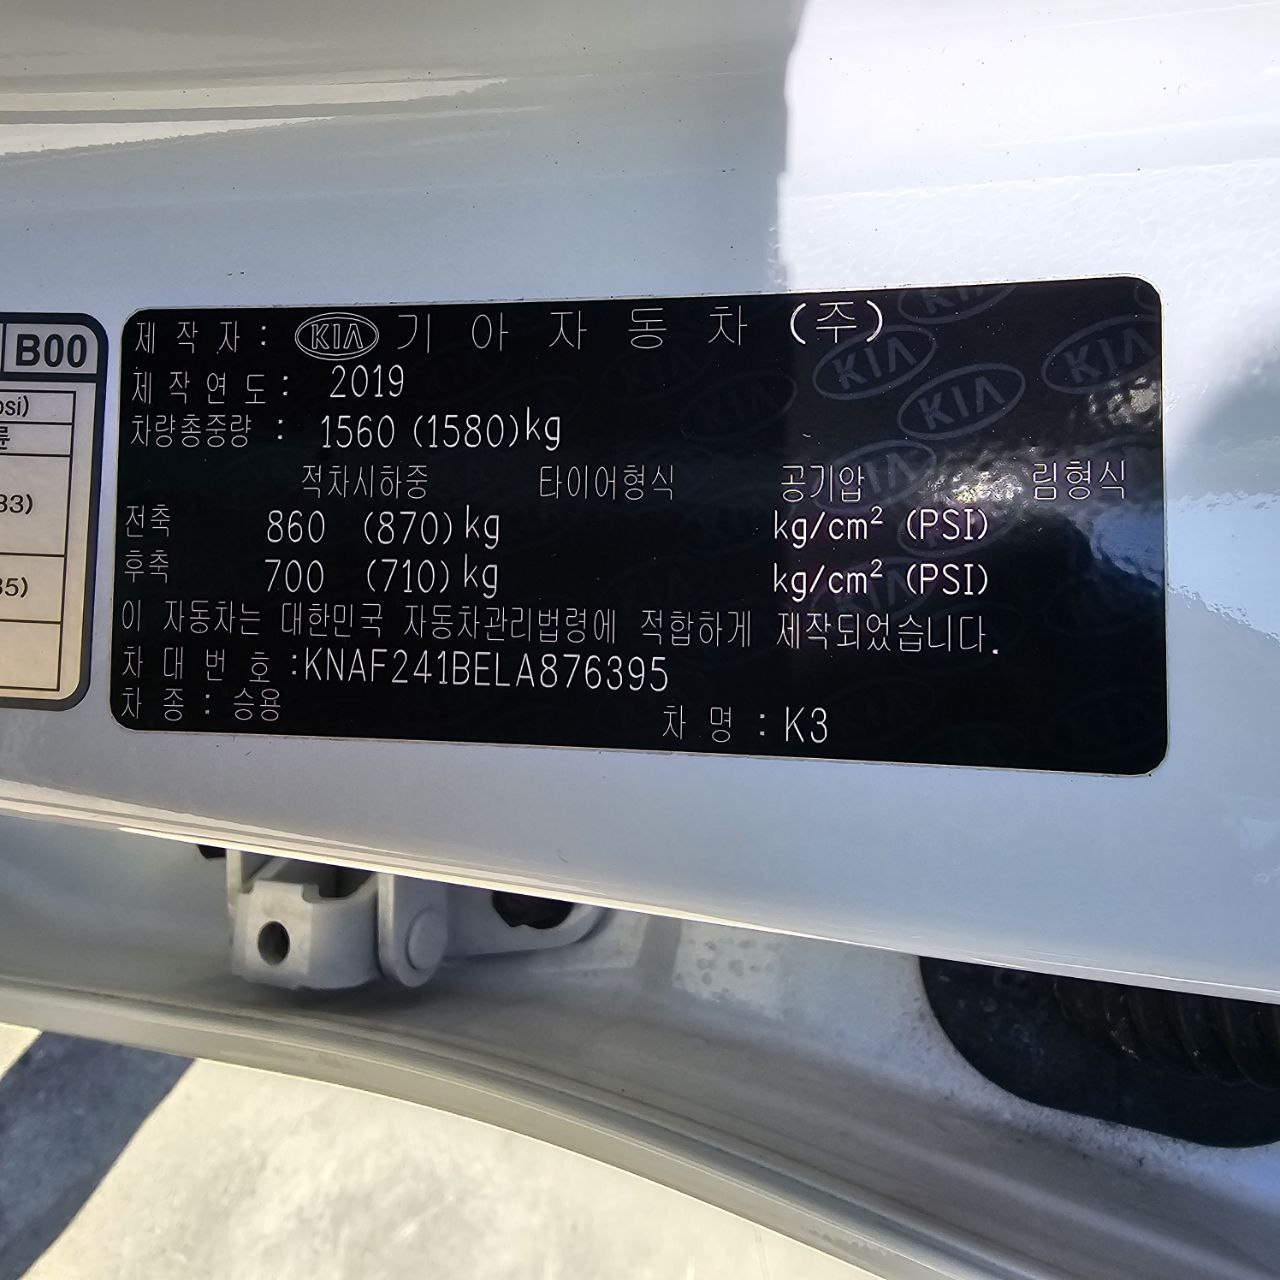 B00
제 작 자 : KIA 기 아 자 동 차 (주)
제 작 연 도 : 2019
차량총중량 : 1560 (1580)kg
적차시하중 타이어형식 공기압 림형식
전축 860 (870)kg kg/cm² (PSI)
후축 700 (710)kg kg/cm² (PSI)
이 자동차는 대한민국 자동차관리법령에 적합하게 제작되었습니다.
차 대 번 호 :KNAF241BELA876395
차 종 : 승용
차 명 : K3
KIA
KIA
KIA